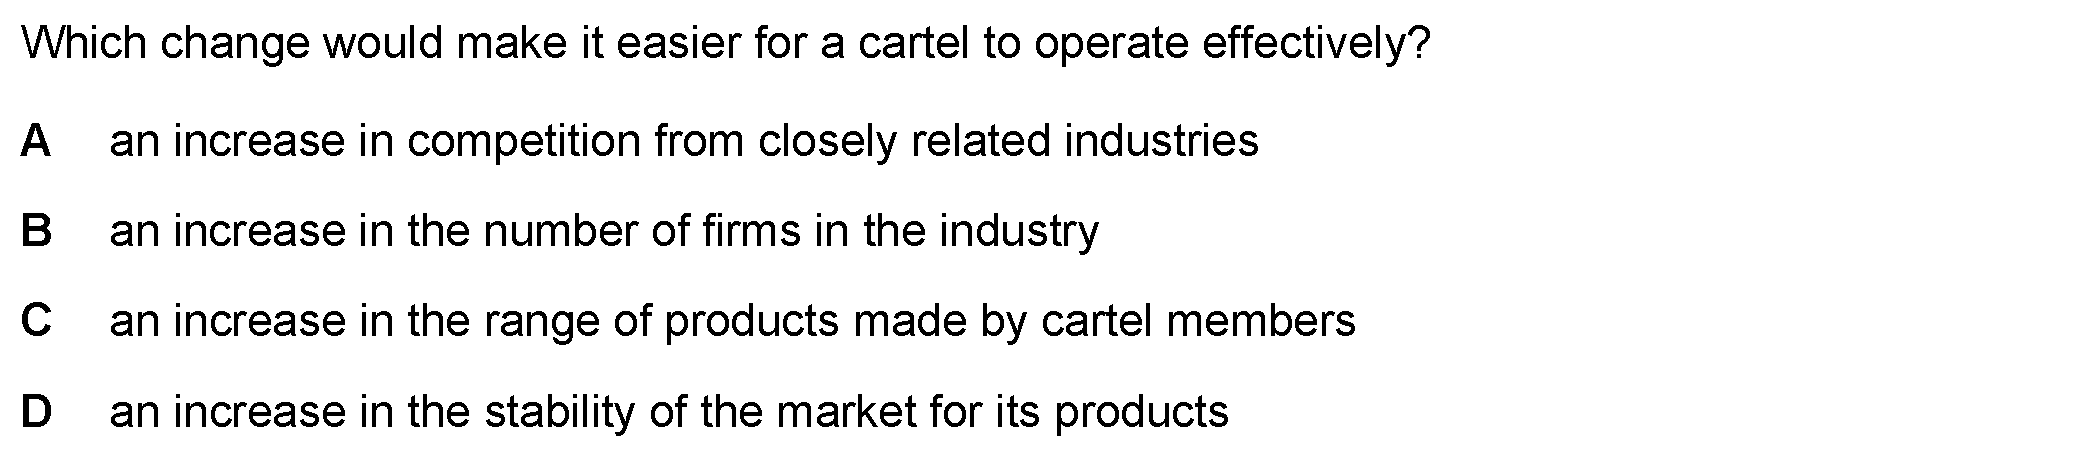 Which change would make it easier for a cartel to operate effectively?
A an increase in competition from closely related industries
B an increase in the number of firms in the industry
C an increase in the range of products made by cartel members
D an increase in the stability of the market for its products